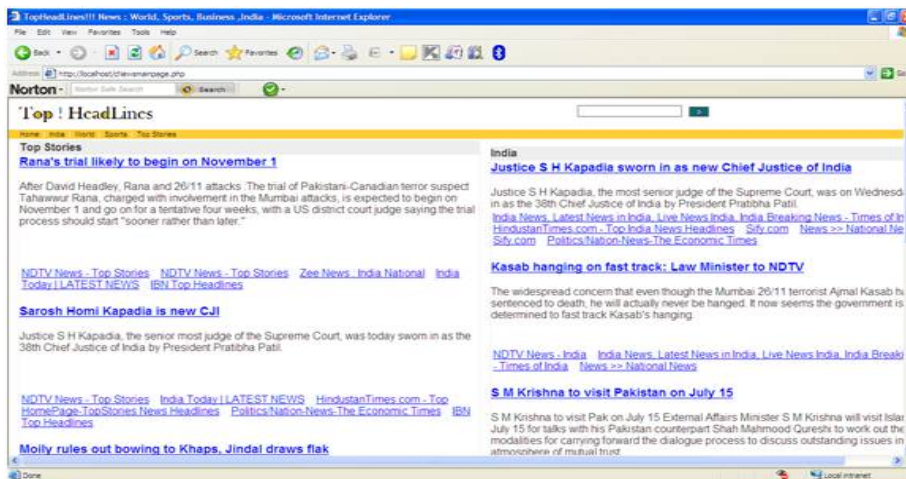 TopHeadLines!!! News : World, Sports, Business ,India - Microsoft Internet Explorer
File Edit View Favorites Tools Help
Back Search Favorites
Address http://localhost/
Norton Norton Safe Search Search
Top ! HeadLines
Home India World Sports Top Stories
Top Stories
Rana's trial likely to begin on November 1
After David Headley, Rana and 26/11 attacks .The trial of Pakistani-Canadian terror suspect
Tahawwur Rana, charged with involvement in the Mumbai attacks, is expected to begin on
November 1 and go on for a tentative four weeks, with a US district court judge saying the trial
process should start "sooner rather than later."
NDTV News - Top Stories NDTV News - Top Stories Zee News : India National India
Today | LATEST NEWS IBN Top Headlines
Sarosh Homi Kapadia is new CJI
Justice S H Kapadia, the senior most judge of the Supreme Court, was today sworn in as the
38th Chief Justice of India by President Pratibha Patil.
NDTV News - Top Stories India Today | LATEST NEWS HindustanTimes.com - Top
HomePage-TopStories News Headlines Politics/Nation-News-The Economic Times IBN
Top Headlines
Moily rules out bowing to Khaps, Jindal draws flak
India
Justice S H Kapadia sworn in as new Chief Justice of India
Justice S H Kapadia, the most senior judge of the Supreme Court, was on Wednesd
in as the 38th Chief Justice of India by President Pratibha Patil.
India News, Latest News in India, Live News India, India Breaking News - Times of In
HindustanTimes.com - Top India News Headlines Sify.com News >> National Ne
Sify.com Politics/Nation-News-The Economic Times
Kasab hanging on fast track: Law Minister to NDTV
The widespread concern that even though the Mumbai 26/11 terrorist Ajmal Kasab ha
sentenced to death, he will actually never be hanged. It now seems the government is
determined to fast track Kasab's hanging.
NDTV News - India India News, Latest News in India, Live News India, India Breaki
- Times of India News >> National News
S M Krishna to visit Pakistan on July 15
S M Krishna to visit Pak on July 15 External Affairs Minister S M Krishna will visit Islam
July 15 for talks with his Pakistan counterpart Shah Mahmood Qureshi to work out the
modalities for carrying forward the dialogue process to discuss outstanding issues in
atmosphere of mutual trust
Done Local intranet